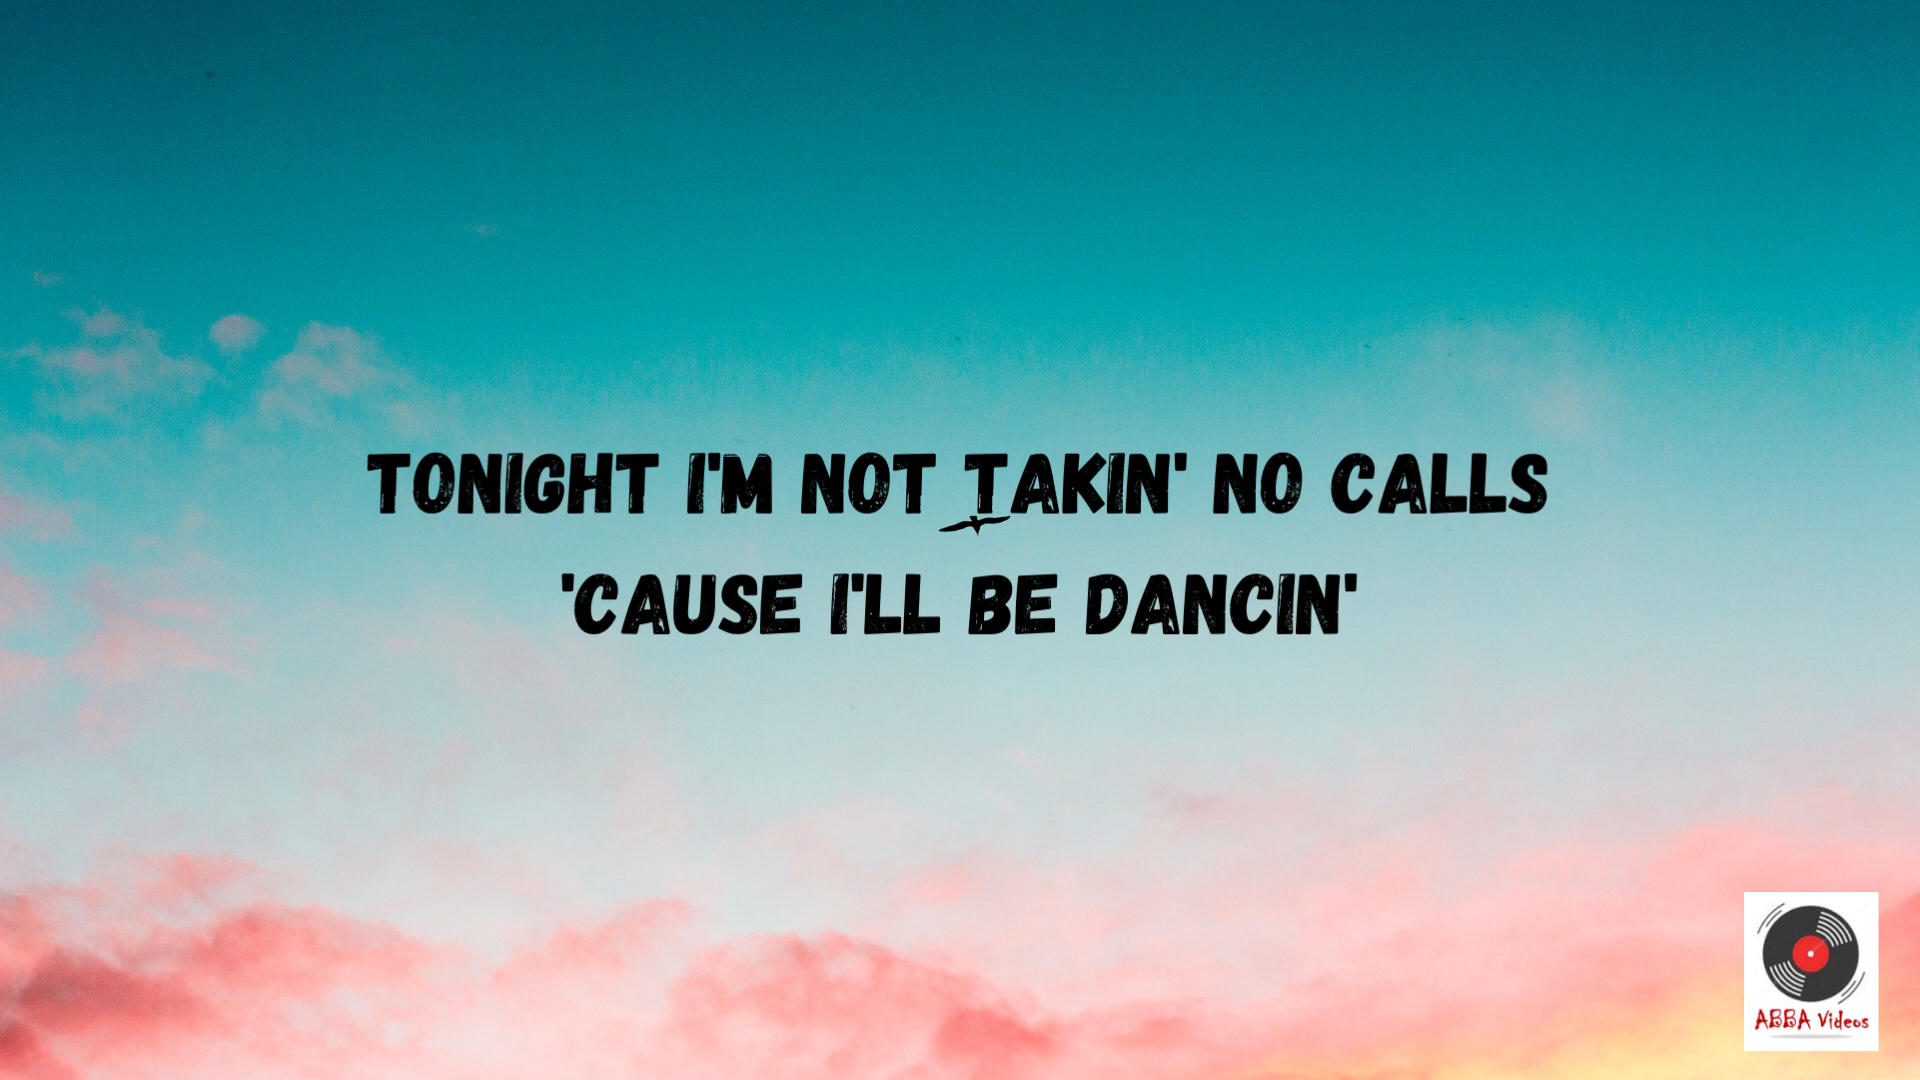 TONIGHT I'M NOT TAKIN' NO CALLS
'CAUSE I'LL BE DANCIN'
ABBA Videos